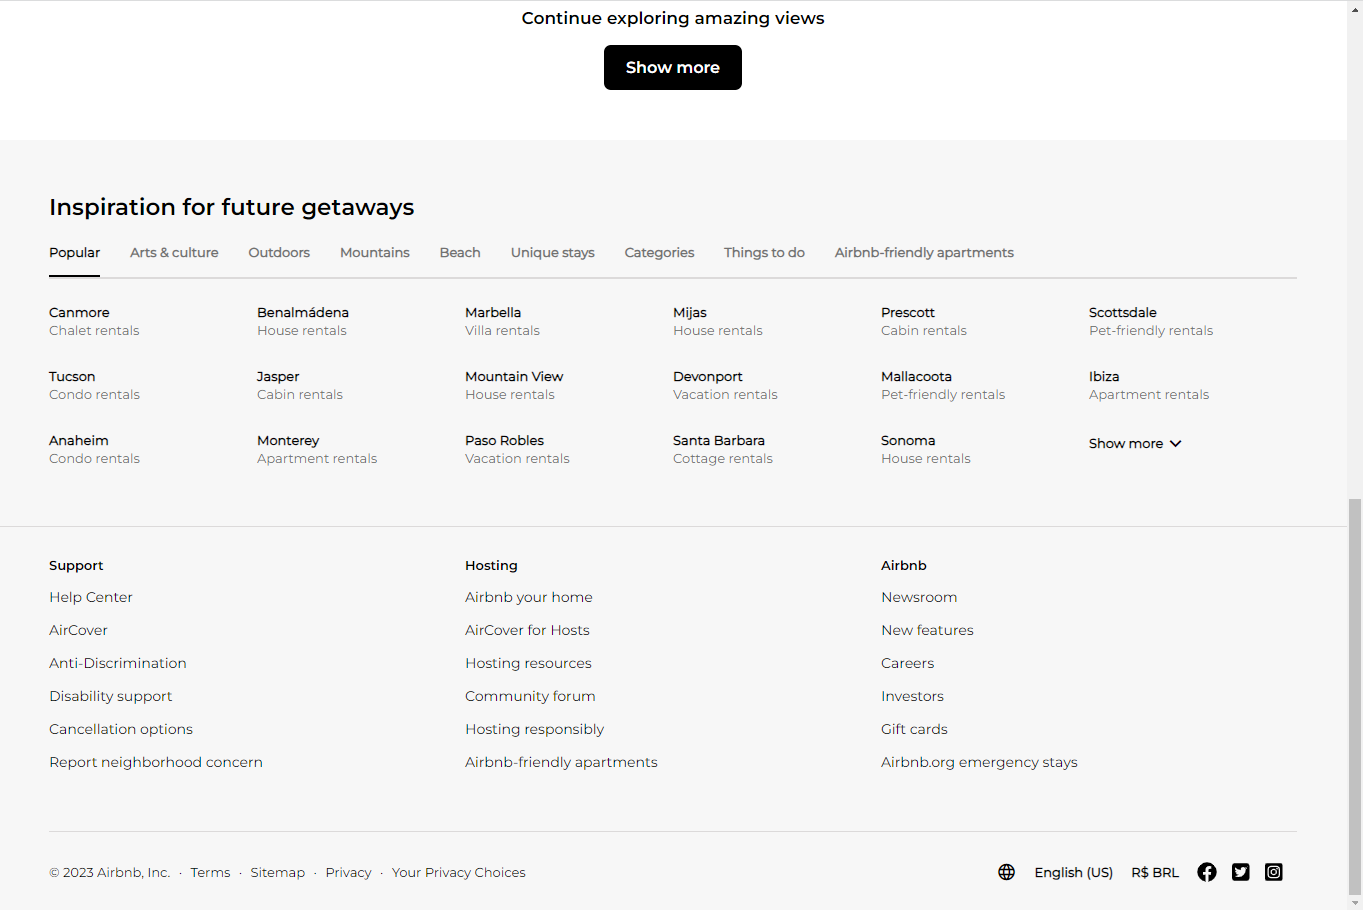 Continue exploring amazing views
Show more
Inspiration for future getaways
Popular Arts & culture Outdoors Mountains Beach Unique stays Categories Things to do Airbnb-friendly apartments
Canmore Benalmádena Marbella Mijas Prescott Scottsdale
Chalet rentals House rentals Villa rentals House rentals Cabin rentals Pet-friendly rentals
Tucson Jasper Mountain View Devonport Mallacoota Ibiza
Condo rentals Cabin rentals House rentals Vacation rentals Pet-friendly rentals Apartment rentals
Anaheim Monterey Paso Robles Santa Barbara Sonoma Show more
Condo rentals Apartment rentals Vacation rentals Cottage rentals House rentals
Support Hosting Airbnb
Help Center Airbnb your home Newsroom
AirCover AirCover for Hosts New features
Anti-Discrimination Hosting resources Careers
Disability support Community forum Investors
Cancellation options Hosting responsibly Gift cards
Report neighborhood concern Airbnb-friendly apartments Airbnb.org emergency stays
© 2023 Airbnb, Inc. · Terms · Sitemap · Privacy · Your Privacy Choices English (US) R$ BRL